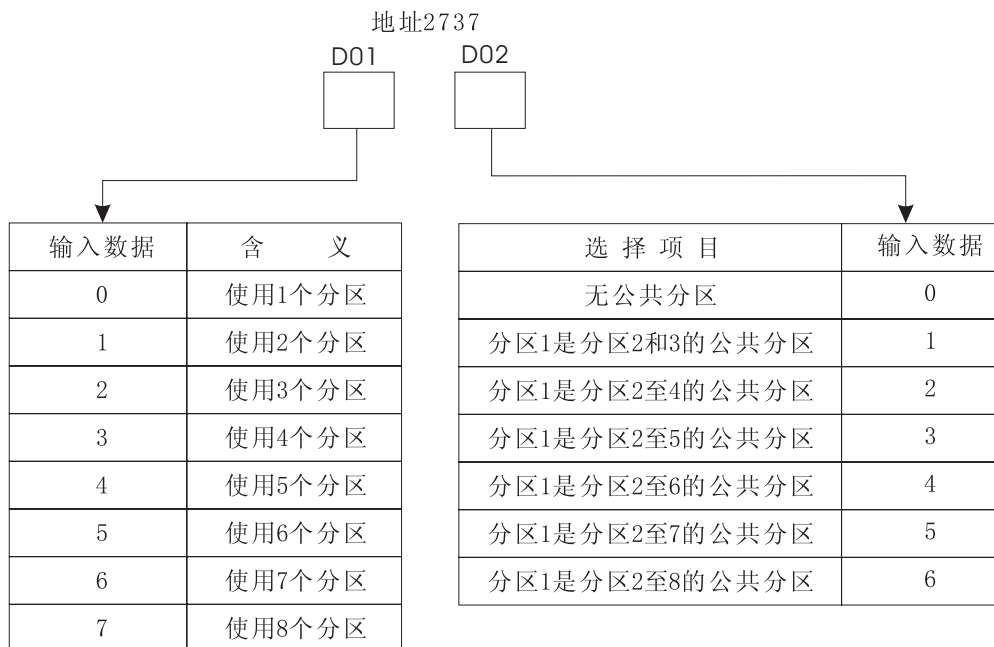 地址2737
D01 D02
输入数据 含 义
0 使用1个分区
1 使用2个分区
2 使用3个分区
3 使用4个分区
4 使用5个分区
5 使用6个分区
6 使用7个分区
7 使用8个分区
选择项目 输入数据
无公共分区 0
分区1是分区2和3的公共分区 1
分区1是分区2至4的公共分区 2
分区1是分区2至5的公共分区 3
分区1是分区2至6的公共分区 4
分区1是分区2至7的公共分区 5
分区1是分区2至8的公共分区 6